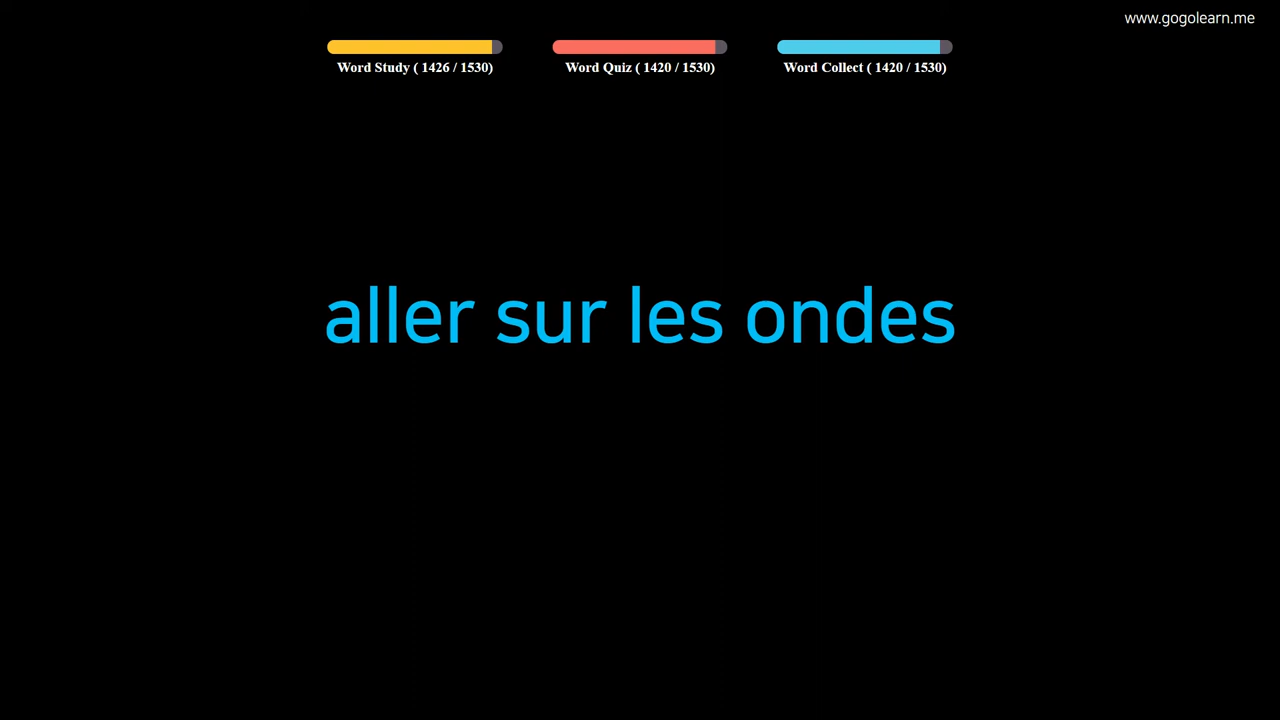 www.gogolearn.me
Word Study ( 1426 / 1530)
Word Quiz ( 1420 / 1530)
Word Collect ( 1420 / 1530)
aller sur les ondes